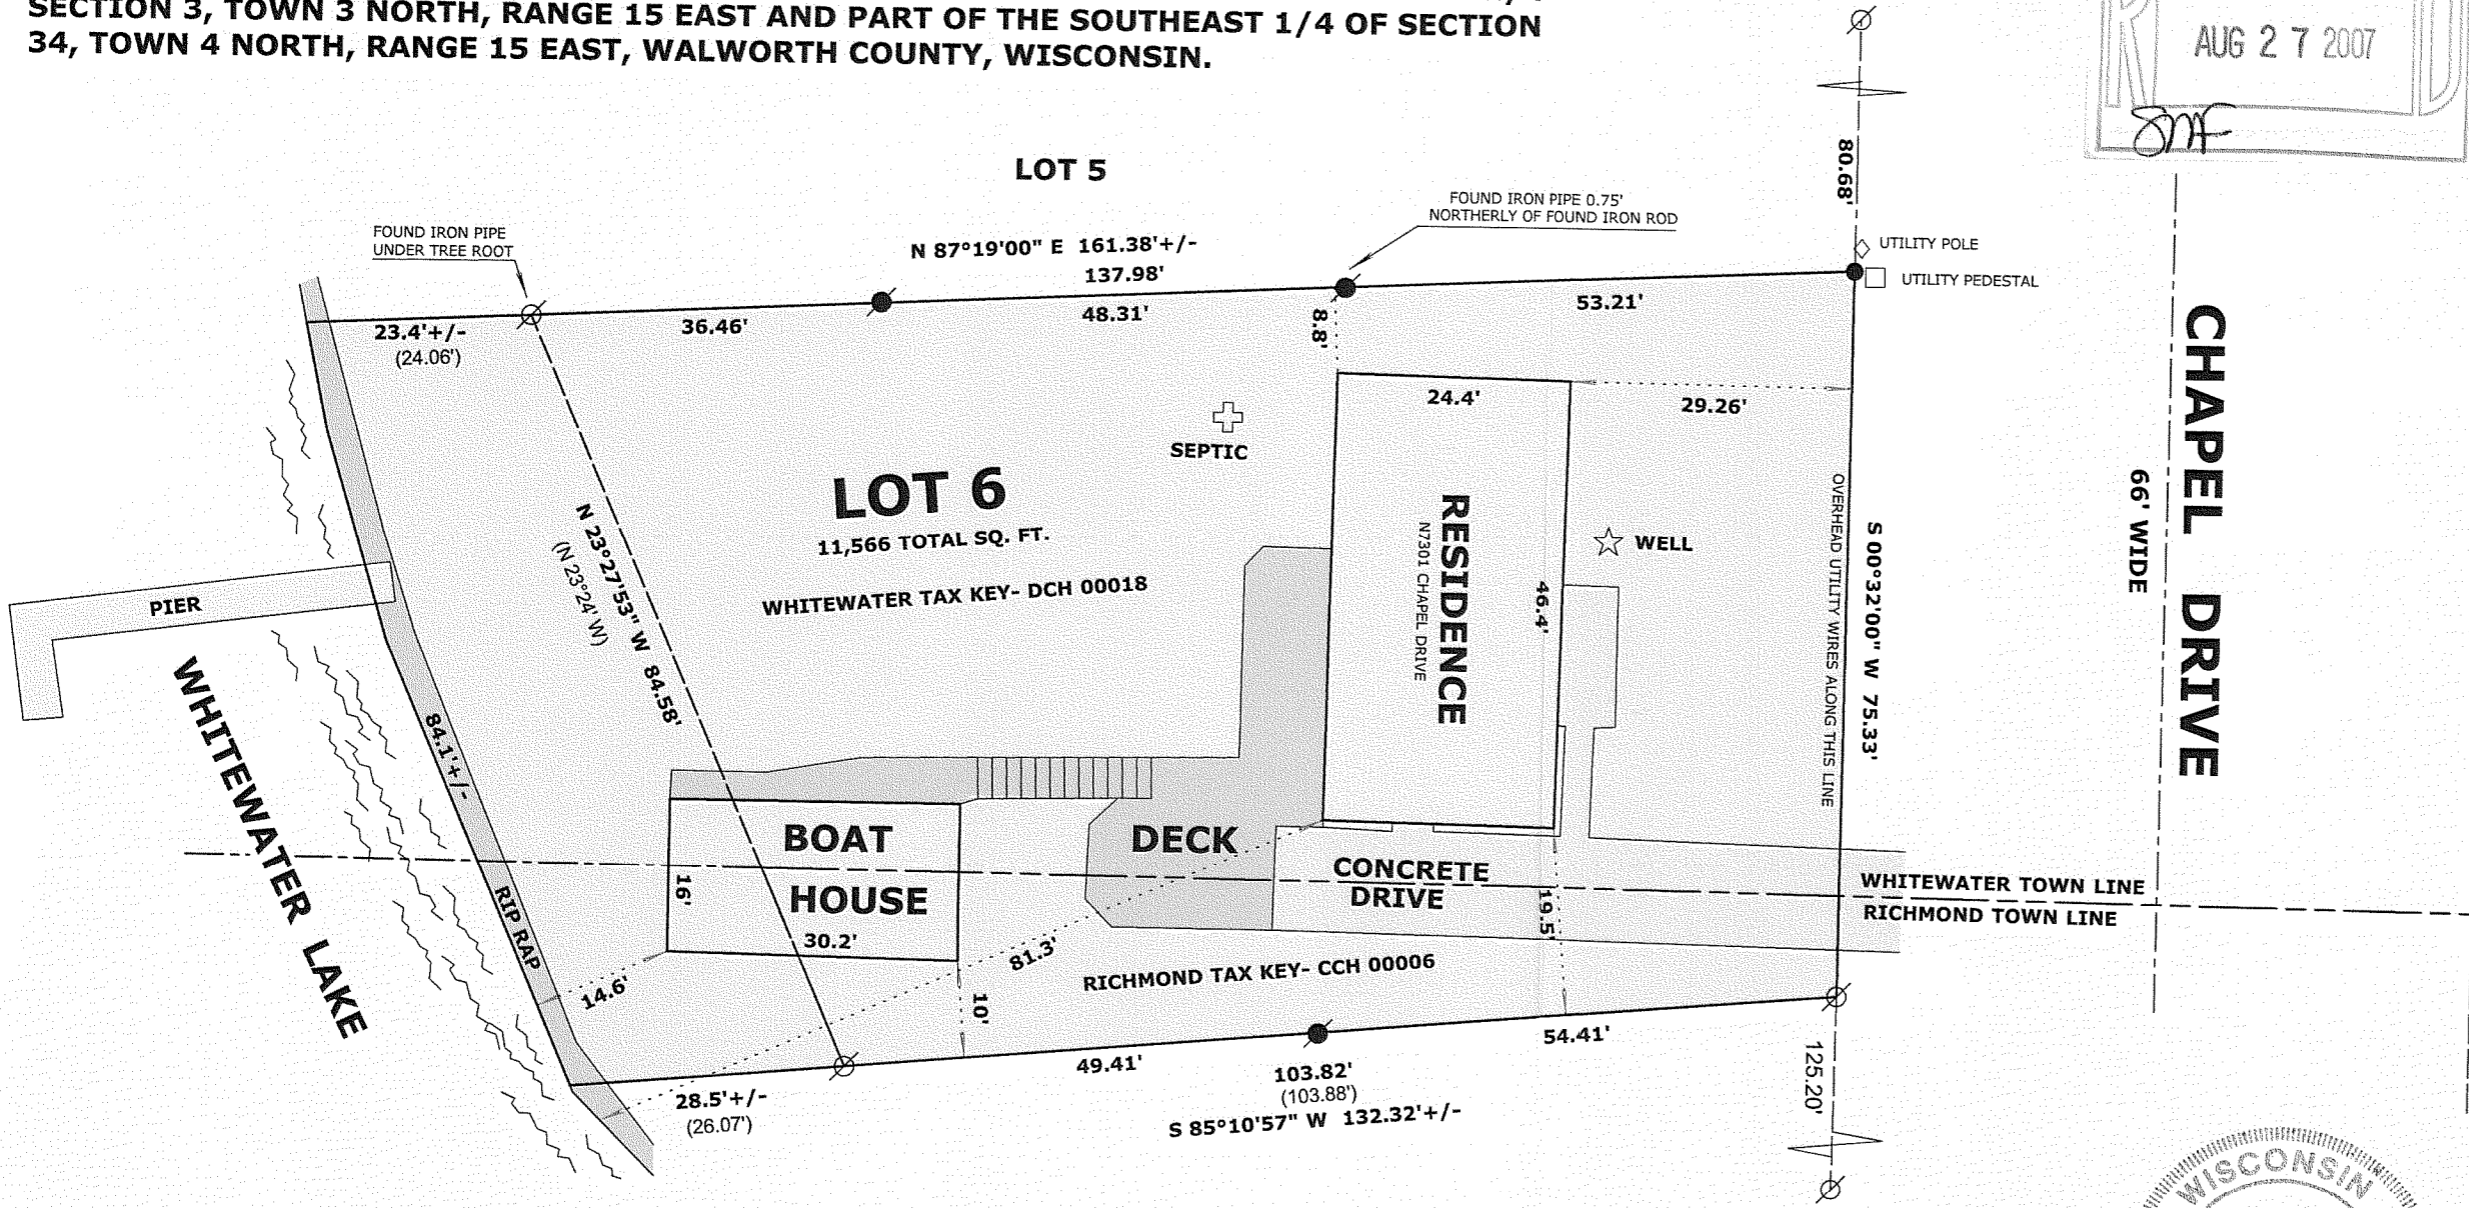 SECTION 3, TOWN 3 NORTH, RANGE 15 EAST AND PART OF THE SOUTHEAST 1/4 OF SECTION
34, TOWN 4 NORTH, RANGE 15 EAST, WALWORTH COUNTY, WISCONSIN.
AUG 27 2007
SMF
LOT 5
80.68'
FOUND IRON PIPE 0.75'
NORTHERLY OF FOUND IRON ROD
FOUND IRON PIPE
UNDER TREE ROOT
N 87°19'00" E 161.38'+/-
137.98'
UTILITY POLE
UTILITY PEDESTAL
23.4'+/-
(24.06')
36.46'
48.31'
8.8'
53.21'
24.4'
29.26'
SEPTIC
LOT 6
11,566 TOTAL SQ. FT.
WHITEWATER TAX KEY- DCH 00018
N 23°27'53" W 84.58'
(N 23°24' W)
RESIDENCE
N7301 CHAPEL DRIVE
46.4'
WELL
OVERHEAD UTILITY WIRES ALONG THIS LINE
S 00°32'00" W 75.33'
66' WIDE
CHAPEL DRIVE
PIER
WHITEWATER LAKE
84.1'+/-
RIP RAP
BOAT
HOUSE
16'
30.2'
DECK
CONCRETE
DRIVE
19.5'
WHITEWATER TOWN LINE
RICHMOND TOWN LINE
14.6'
81.3'
10'
RICHMOND TAX KEY- CCH 00006
28.5'+/-
(26.07')
49.41'
54.41'
103.82'
(103.88')
S 85°10'57" W 132.32'+/-
125.20'
WISCONSIN